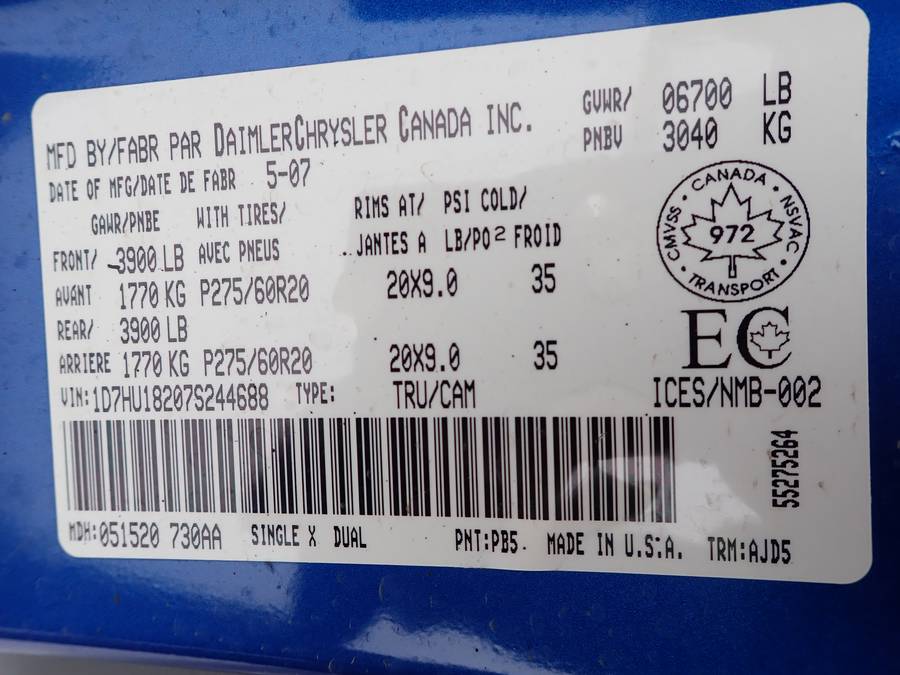 MFD BY/FABR PAR DAIMLERCHRYSLER CANADA INC.
GVWR/ 06700 LB
PNBV 3040 KG
DATE OF MFG/DATE DE FABR 5-07
GAWR/PNBE WITH TIRES/ RIMS AT/ PSI COLD/
FRONT/ 3900 LB AVEC PNEUS JANTES A LB/PO² FROID
AVANT 1770 KG P275/60R20 20X9.0 35
REAR/ 3900 LB
ARRIERE 1770 KG P275/60R20 20X9.0 35
VIN: 1D7HU18207S244688 TYPE: TRU/CAM
CMVSS · CANADA · NSVAC · TRANSPORT ·
972
EC
ICES/NMB-002
55275264
MDH: 051520 730AA SINGLE X DUAL PNT:PB5 MADE IN U.S.A. TRM:AJD5